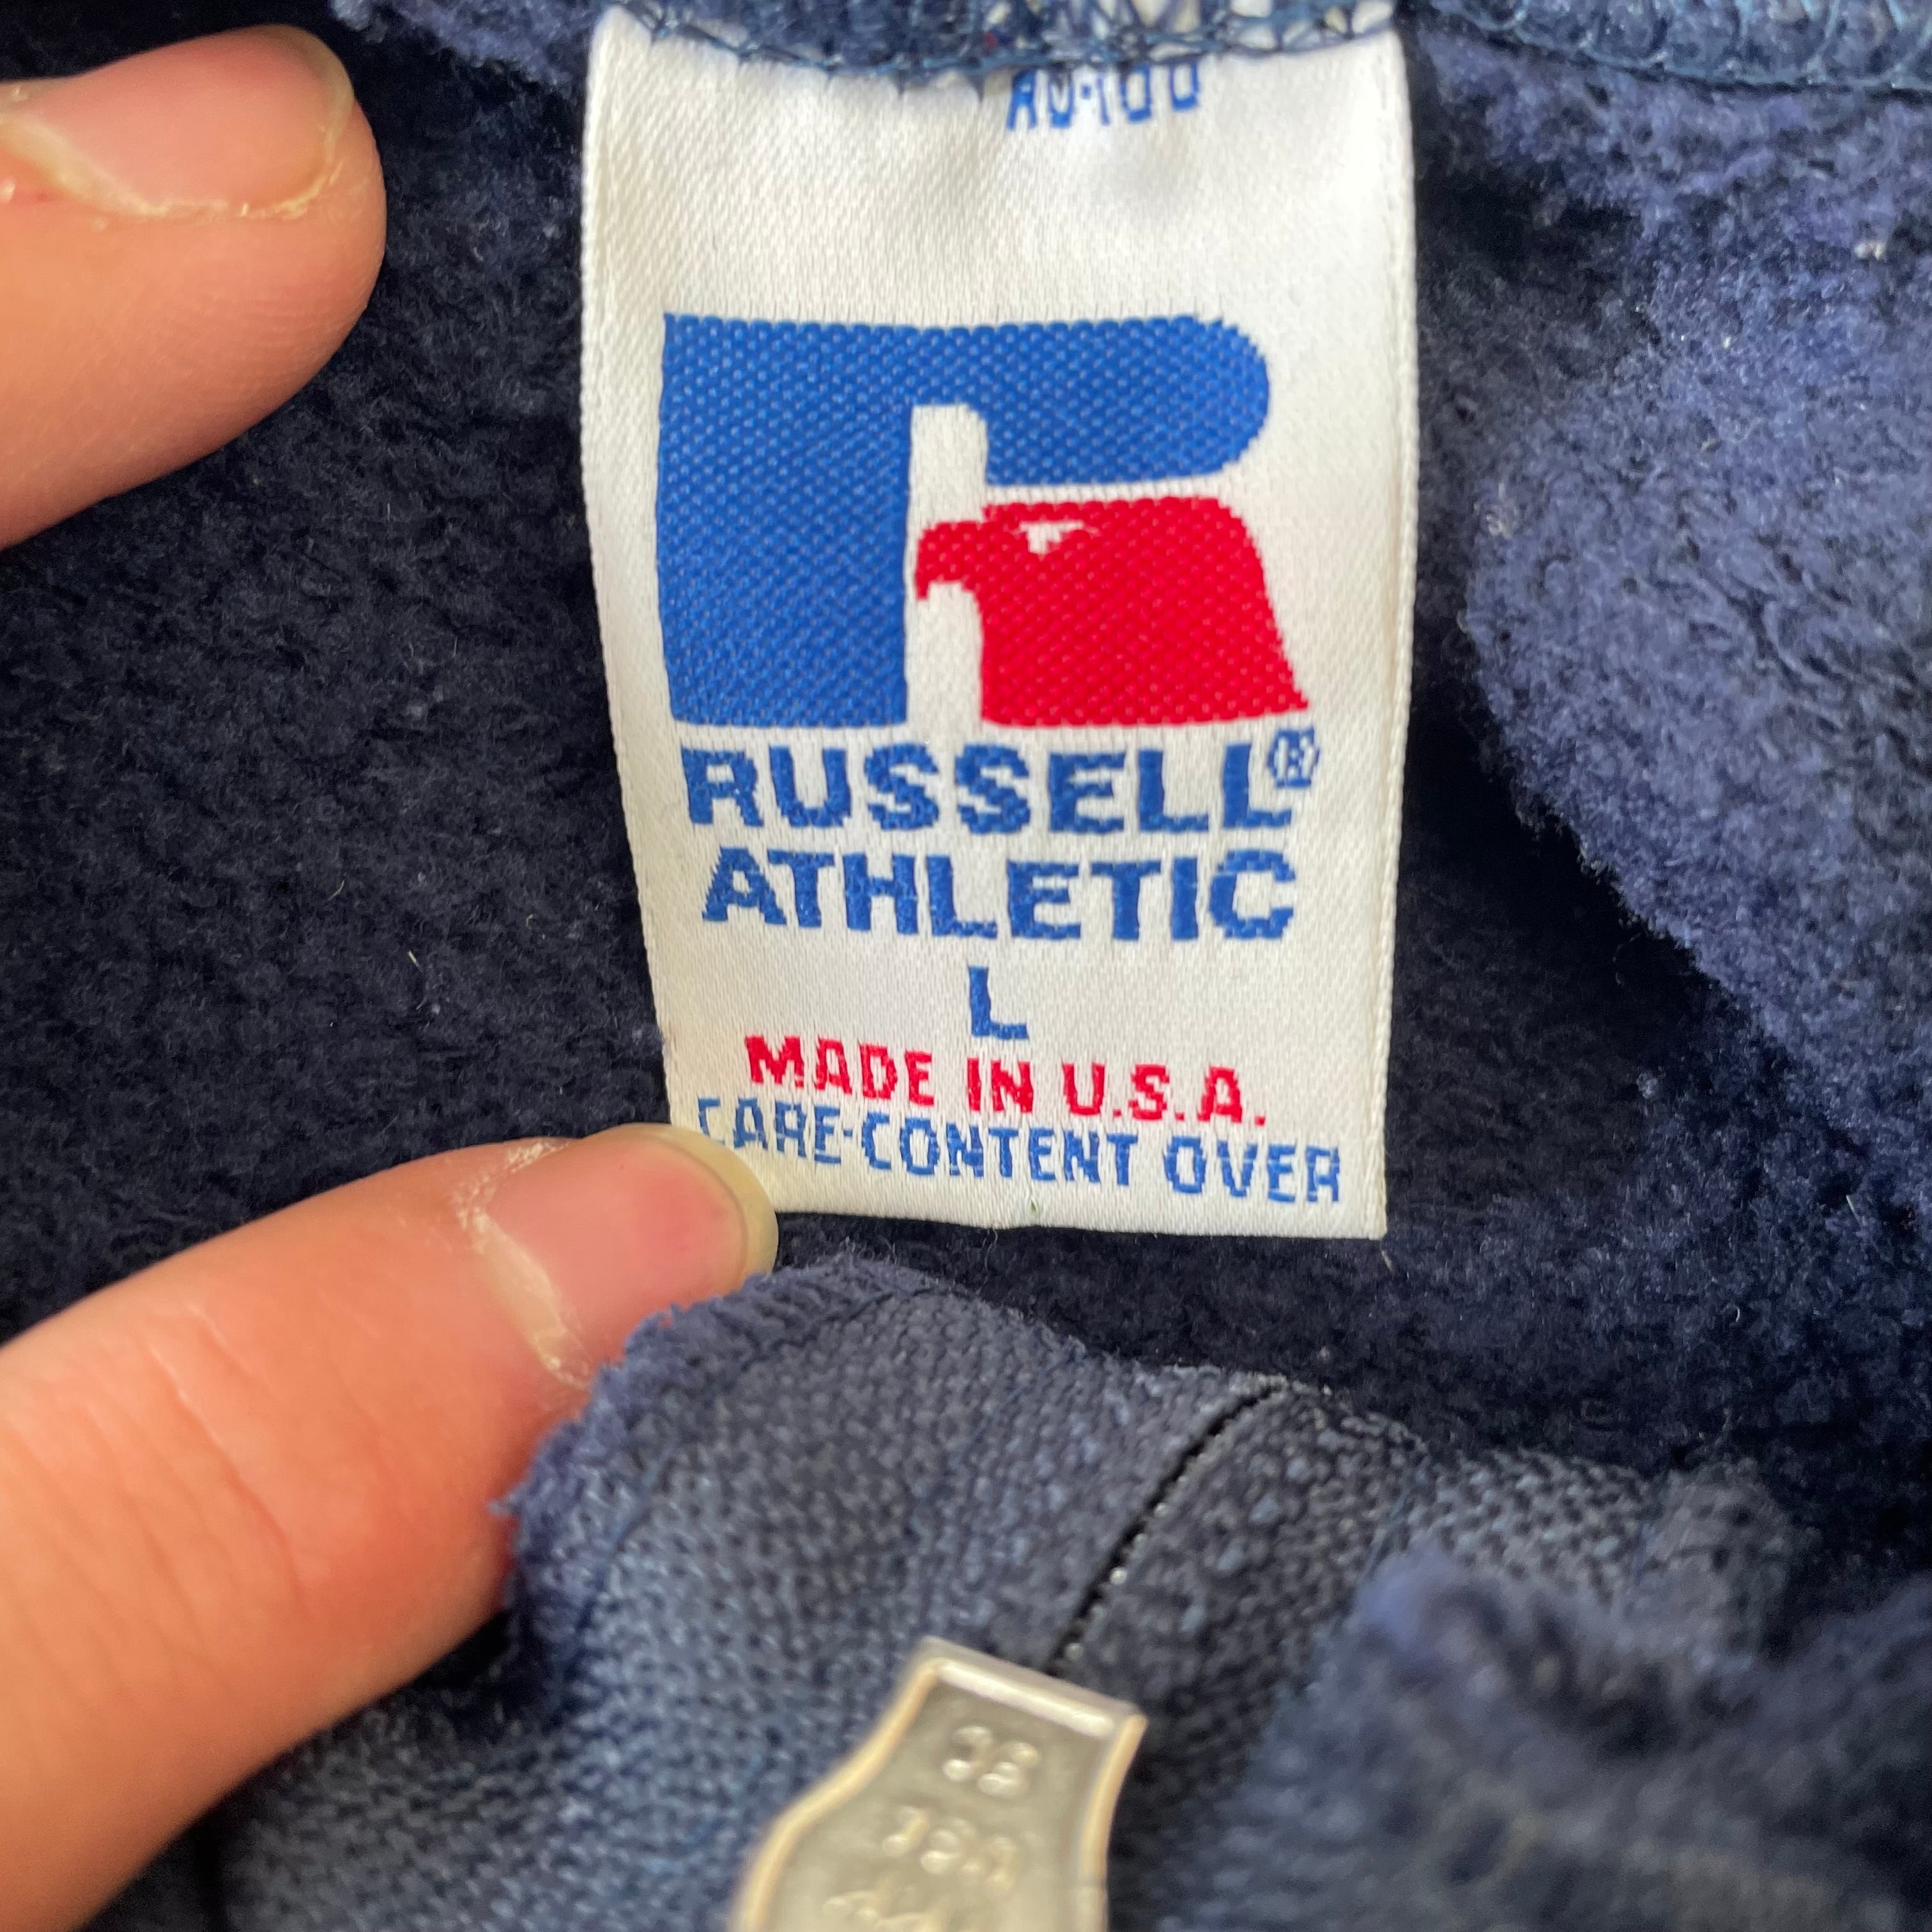 RUSSELL®
ATHLETIC
L
MADE IN U.S.A.
CARE-CONTENT OVER